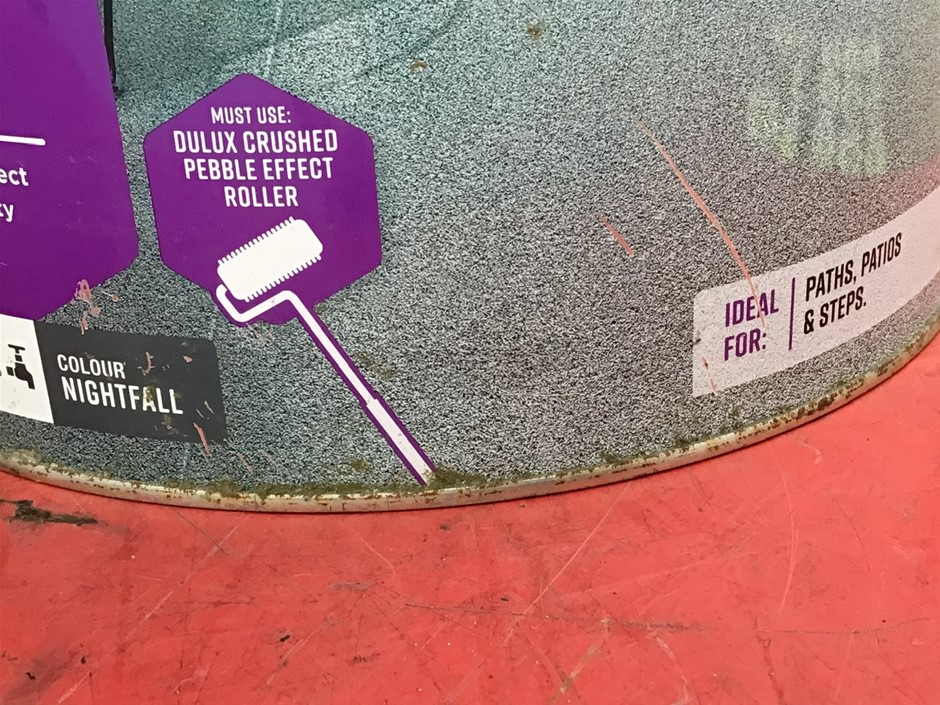 MUST USE:
DULUX CRUSHED
PEBBLE EFFECT
ROLLER
COLOUR
NIGHTFALL
IDEAL
FOR:
PATHS, PATIOS
& STEPS.